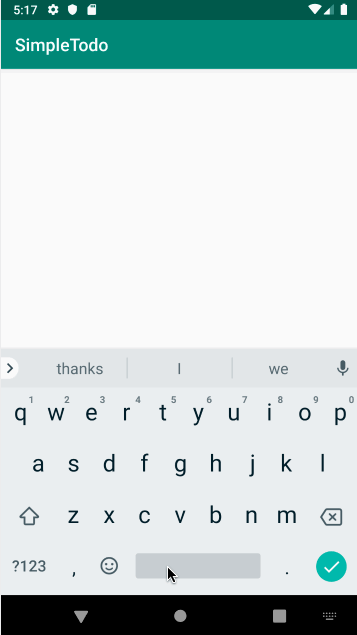 5:17
SimpleTodo
thanks I we
1 2 3 4 5 6 7 8 9 0
q w e r t y u i o p
a s d f g h j k l
z x c v b n m
?123 , .